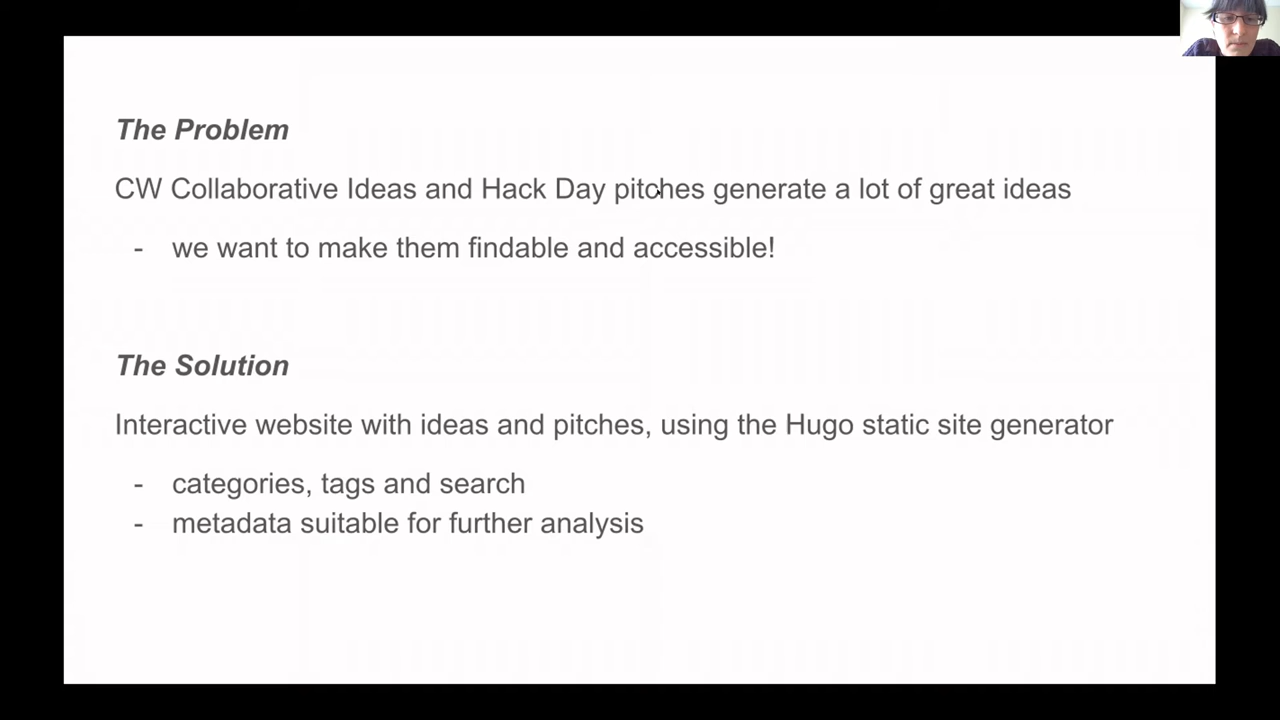 The Problem
CW Collaborative Ideas and Hack Day pitches generate a lot of great ideas
- we want to make them findable and accessible!
The Solution
Interactive website with ideas and pitches, using the Hugo static site generator
- categories, tags and search
- metadata suitable for further analysis